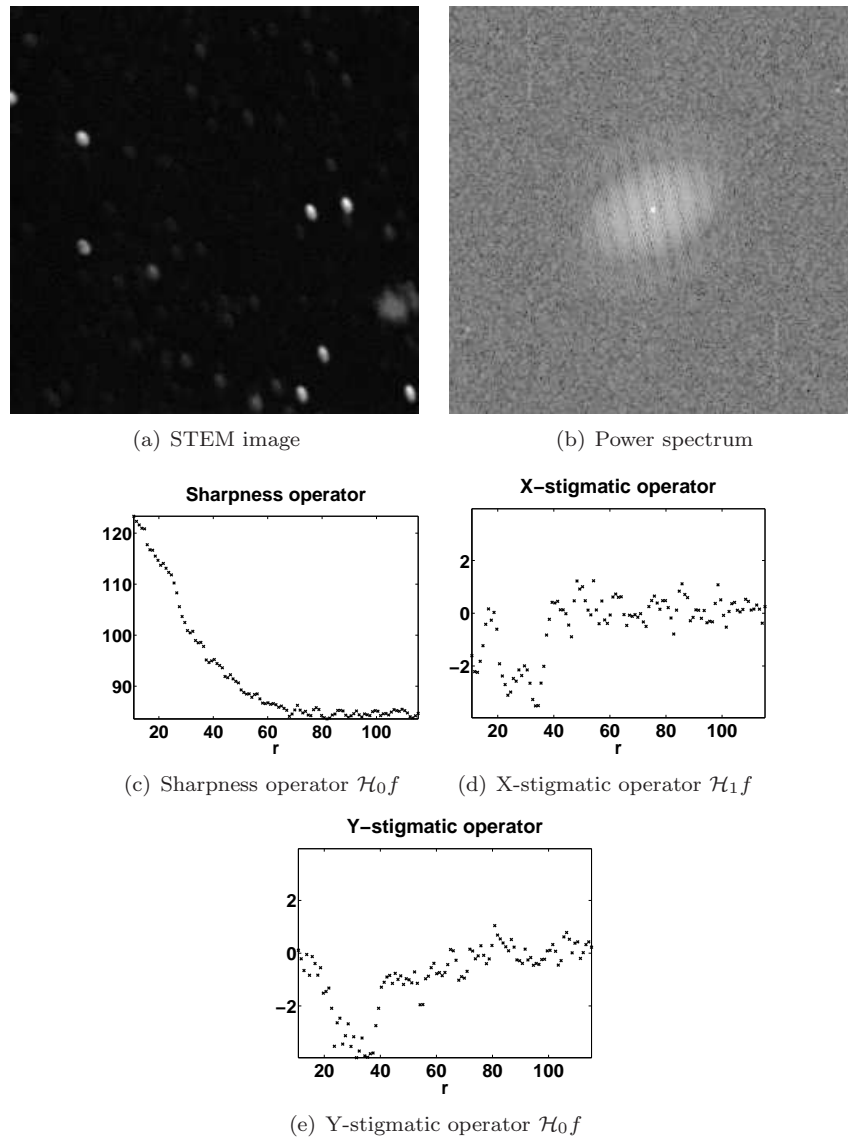 (a) STEM image
(b) Power spectrum
Sharpness operator
120
110
100
90
20 40 60 80 100
r
(c) Sharpness operator H₀f
X−stigmatic operator
2
0
−2
20 40 60 80 100
r
(d) X-stigmatic operator H₁f
Y−stigmatic operator
2
0
−2
20 40 60 80 100
r
(e) Y-stigmatic operator H₀f